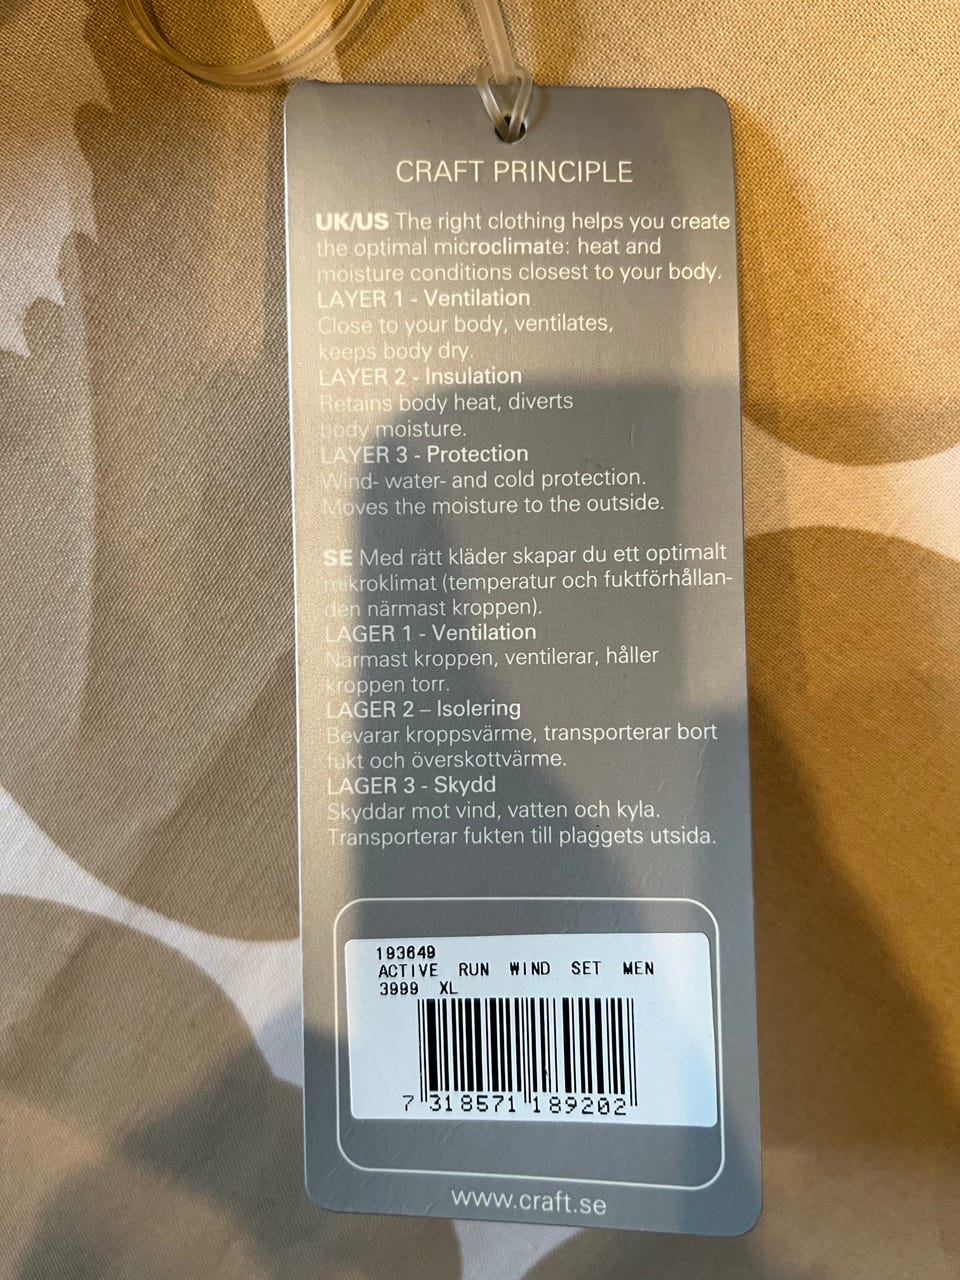 CRAFT PRINCIPLE
UK/US The right clothing helps you create
the optimal microclimate: heat and
moisture conditions closest to your body.
LAYER 1 - Ventilation
Close to your body, ventilates,
keeps body dry.
LAYER 2 - Insulation
Retains body heat, diverts
body moisture.
LAYER 3 - Protection
Wind- water- and cold protection.
Moves the moisture to the outside.
SE Med rätt kläder skapar du ett optimalt
mikroklimat (temperatur och fuktförhållan-
den närmast kroppen).
LAGER 1 - Ventilation
Närmast kroppen, ventilerar, håller
kroppen torr.
LAGER 2 – Isolering
Bevarar kroppsvärme, transporterar bort
fukt och överskottvärme.
LAGER 3 - Skydd
Skyddar mot vind, vatten och kyla.
Transporterar fukten till plaggets utsida.
193649
ACTIVE RUN WIND SET MEN
3999 XL
7 318571 189202
www.craft.se